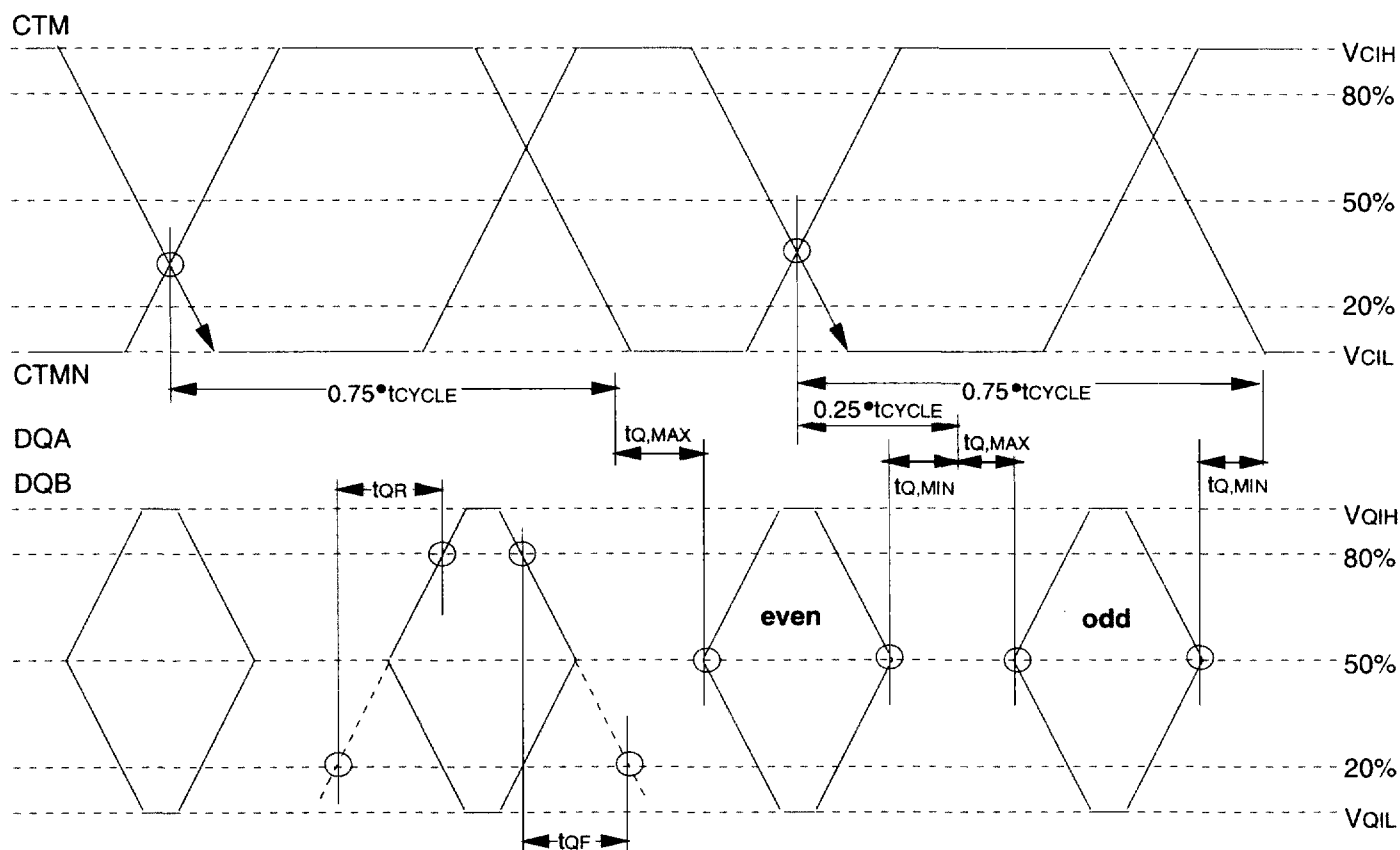 CTM
VCIH
80%
50%
20%
VCIL
CTMN
0.75•tCYCLE
0.75•tCYCLE
0.25•tCYCLE
DQA
tQ,MAX
tQ,MAX
DQB
tQR
tQ,MIN
tQ,MIN
VQIH
80%
even
odd
50%
20%
VQIL
tQF